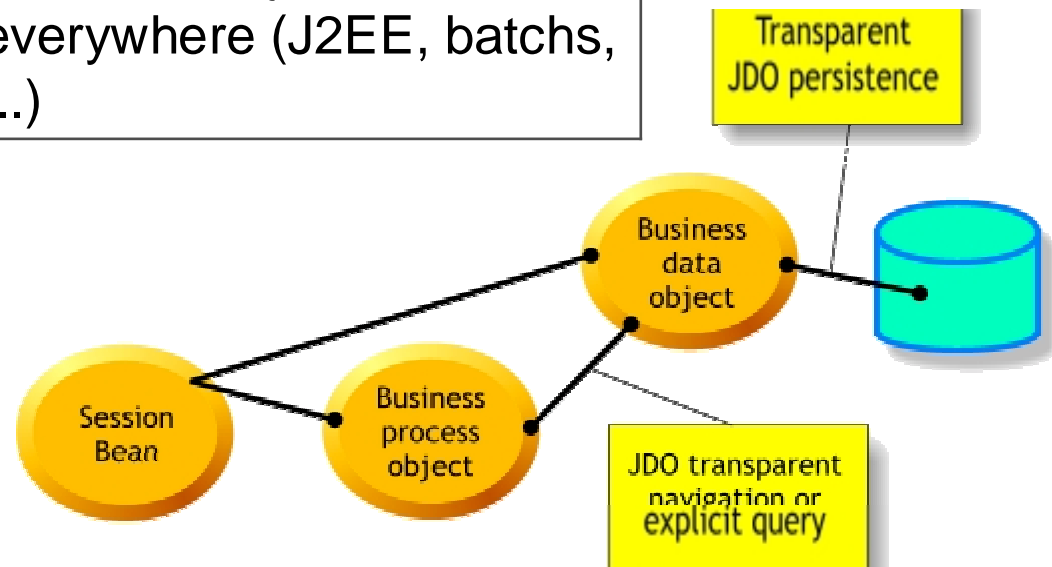 everywhere (J2EE, batchs,
..)
Transparent
JDO persistence
Business
data
object
Session
Bean
Business
process
object
JDO transparent
navigation or
explicit query